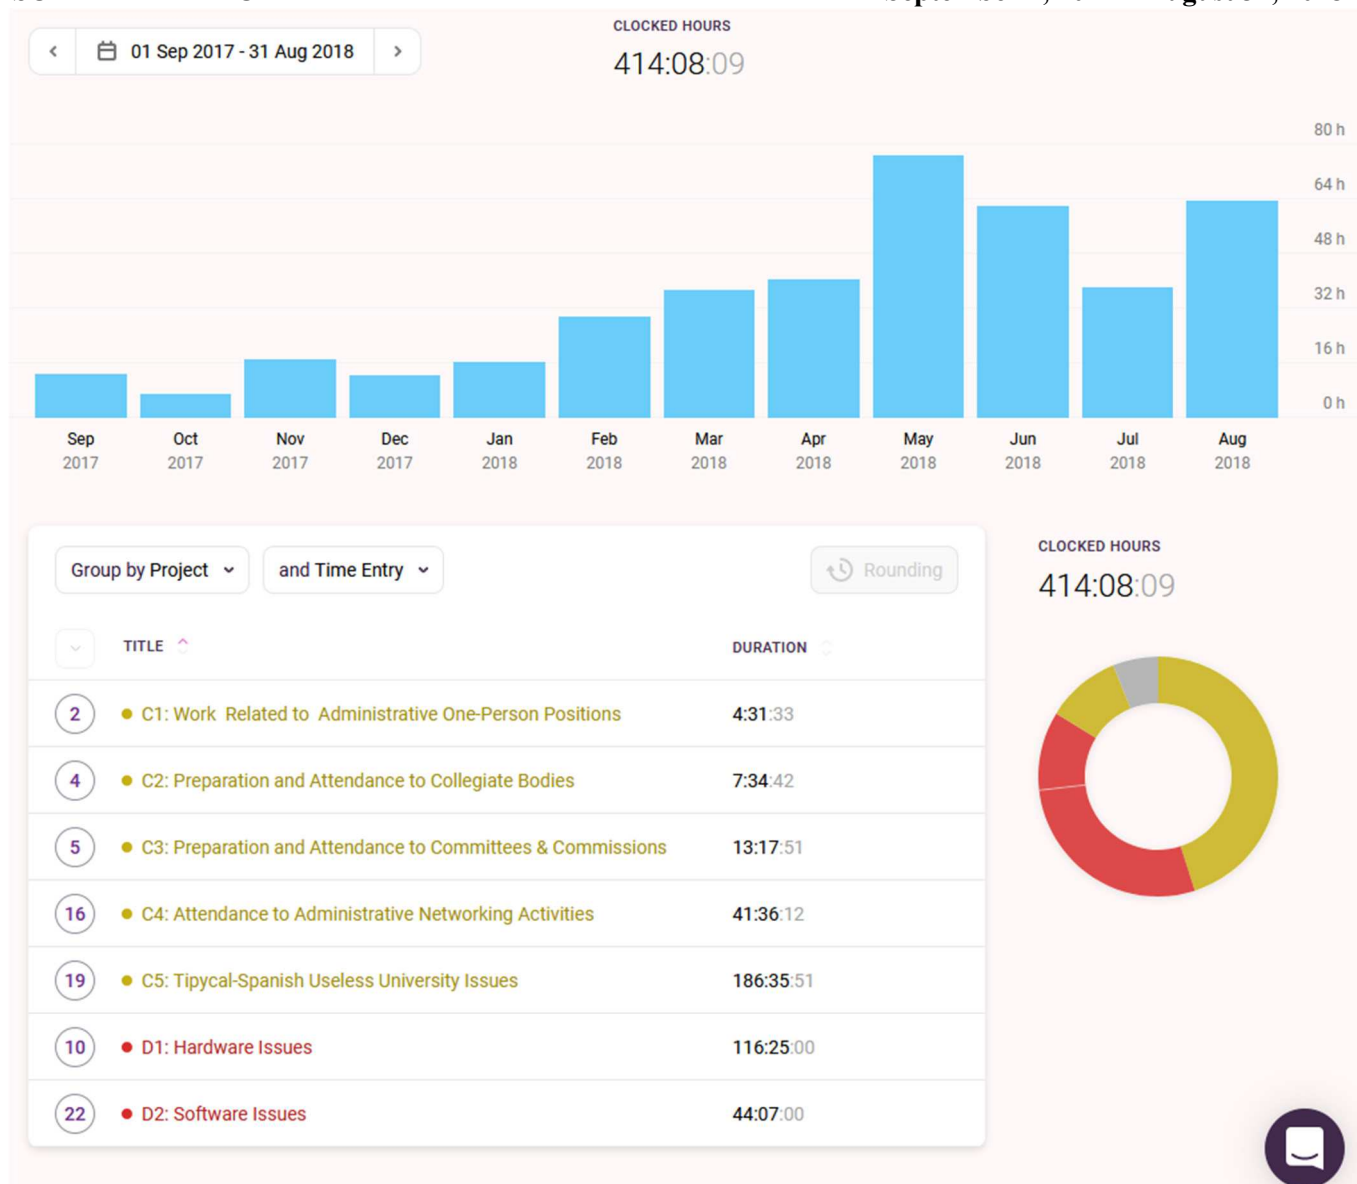 CLOCKED HOURS
01 Sep 2017 - 31 Aug 2018
414:08:09
80 h
64 h
48 h
32 h
16 h
0 h
Sep Oct Nov Dec Jan Feb Mar Apr May Jun Jul Aug
2017 2017 2017 2017 2018 2018 2018 2018 2018 2018 2018 2018
Group by Project and Time Entry Rounding
CLOCKED HOURS
414:08:09
TITLE DURATION
2 C1: Work Related to Administrative One-Person Positions 4:31:33
4 C2: Preparation and Attendance to Collegiate Bodies 7:34:42
5 C3: Preparation and Attendance to Committees & Commissions 13:17:51
16 C4: Attendance to Administrative Networking Activities 41:36:12
19 C5: Tipycal-Spanish Useless University Issues 186:35:51
10 D1: Hardware Issues 116:25:00
22 D2: Software Issues 44:07:00